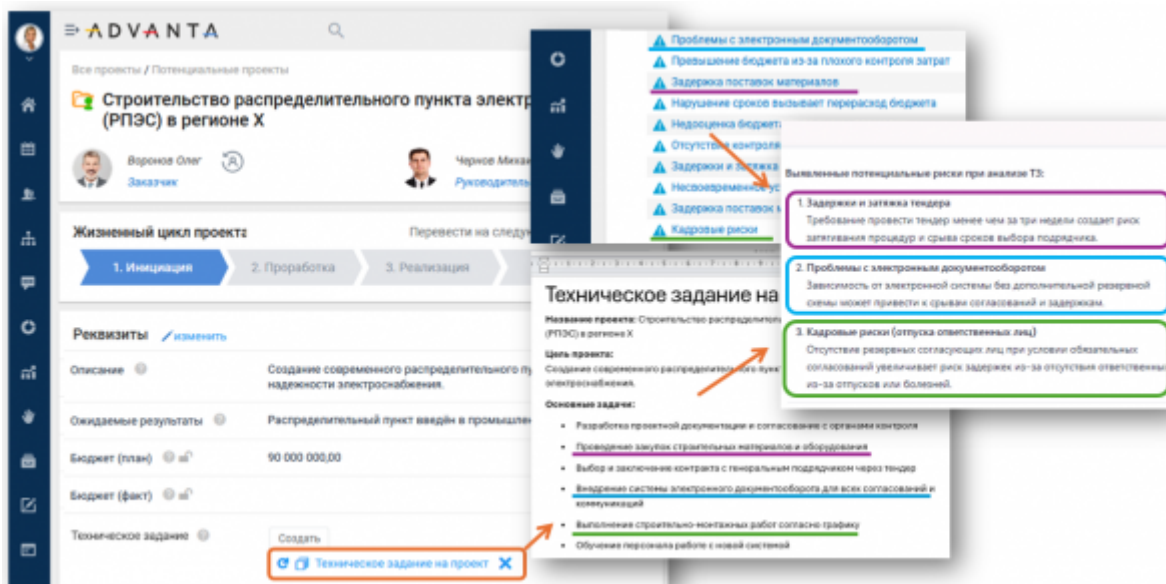 ADVANTA
Все проекты / Потенциальные проекты
Строительство распределительного пункта электр
(РПЭС) в регионе X
Воронов Олег
Заказчик
Чернов Михаи
Руководитель
Жизненный цикл проекта
Перевести на следу
1. Инициация
2. Проработка
3. Реализация
Реквизиты изменить
Описание
Создание современного распределительного пу
надежности электроснабжения.
Ожидаемые результаты
Распределительный пункт введён в промышлен
Бюджет (план)
90 000 000,00
Бюджет (факт)
Техническое задание
Создать
Техническое задание на проект
Проблемы с электронным документооборотом
Превышение бюджета из-за плохого контроля затрат
Задержка поставок материалов
Нарушение сроков вызывает перерасход бюджета
Недооценка бюджета
Отсутствие контроля
Задержки и затяжка
Несвоевременное ус
Задержка поставок м
Кадровые риски
Техническое задание на
Название проекта: Строительство распределитель
(РПЭС) в регионе X
Цель проекта:
Создание современного распределительного пункт
электроснабжения.
Основные задачи:
Разработка проектной документации и согласование с органами контроля
Проведение закупок строительных материалов и оборудования
Выбор и заключение контракта с генеральным подрядчиком через тендер
Внедрение системы электронного документооборота для всех согласований и
коммуникаций
Выполнение строительно-монтажных работ согласно графику
Обучение персонала работе с новой системой
Выявленные потенциальные риски при анализе ТЗ:
1. Задержки и затяжка тендера
Требование провести тендер менее чем за три недели создает риск
затягивания процедур и срыва сроков выбора подрядчика.
2. Проблемы с электронным документооборотом
Зависимость от электронной системы без дополнительной резервной
схемы может привести к срывам согласований и задержкам.
3. Кадровые риски (отпуска ответственных лиц)
Отсутствие резервных согласующих лиц при условии обязательных
согласований увеличивает риск задержек из-за отсутствия ответственных
из-за отпусков или болезней.